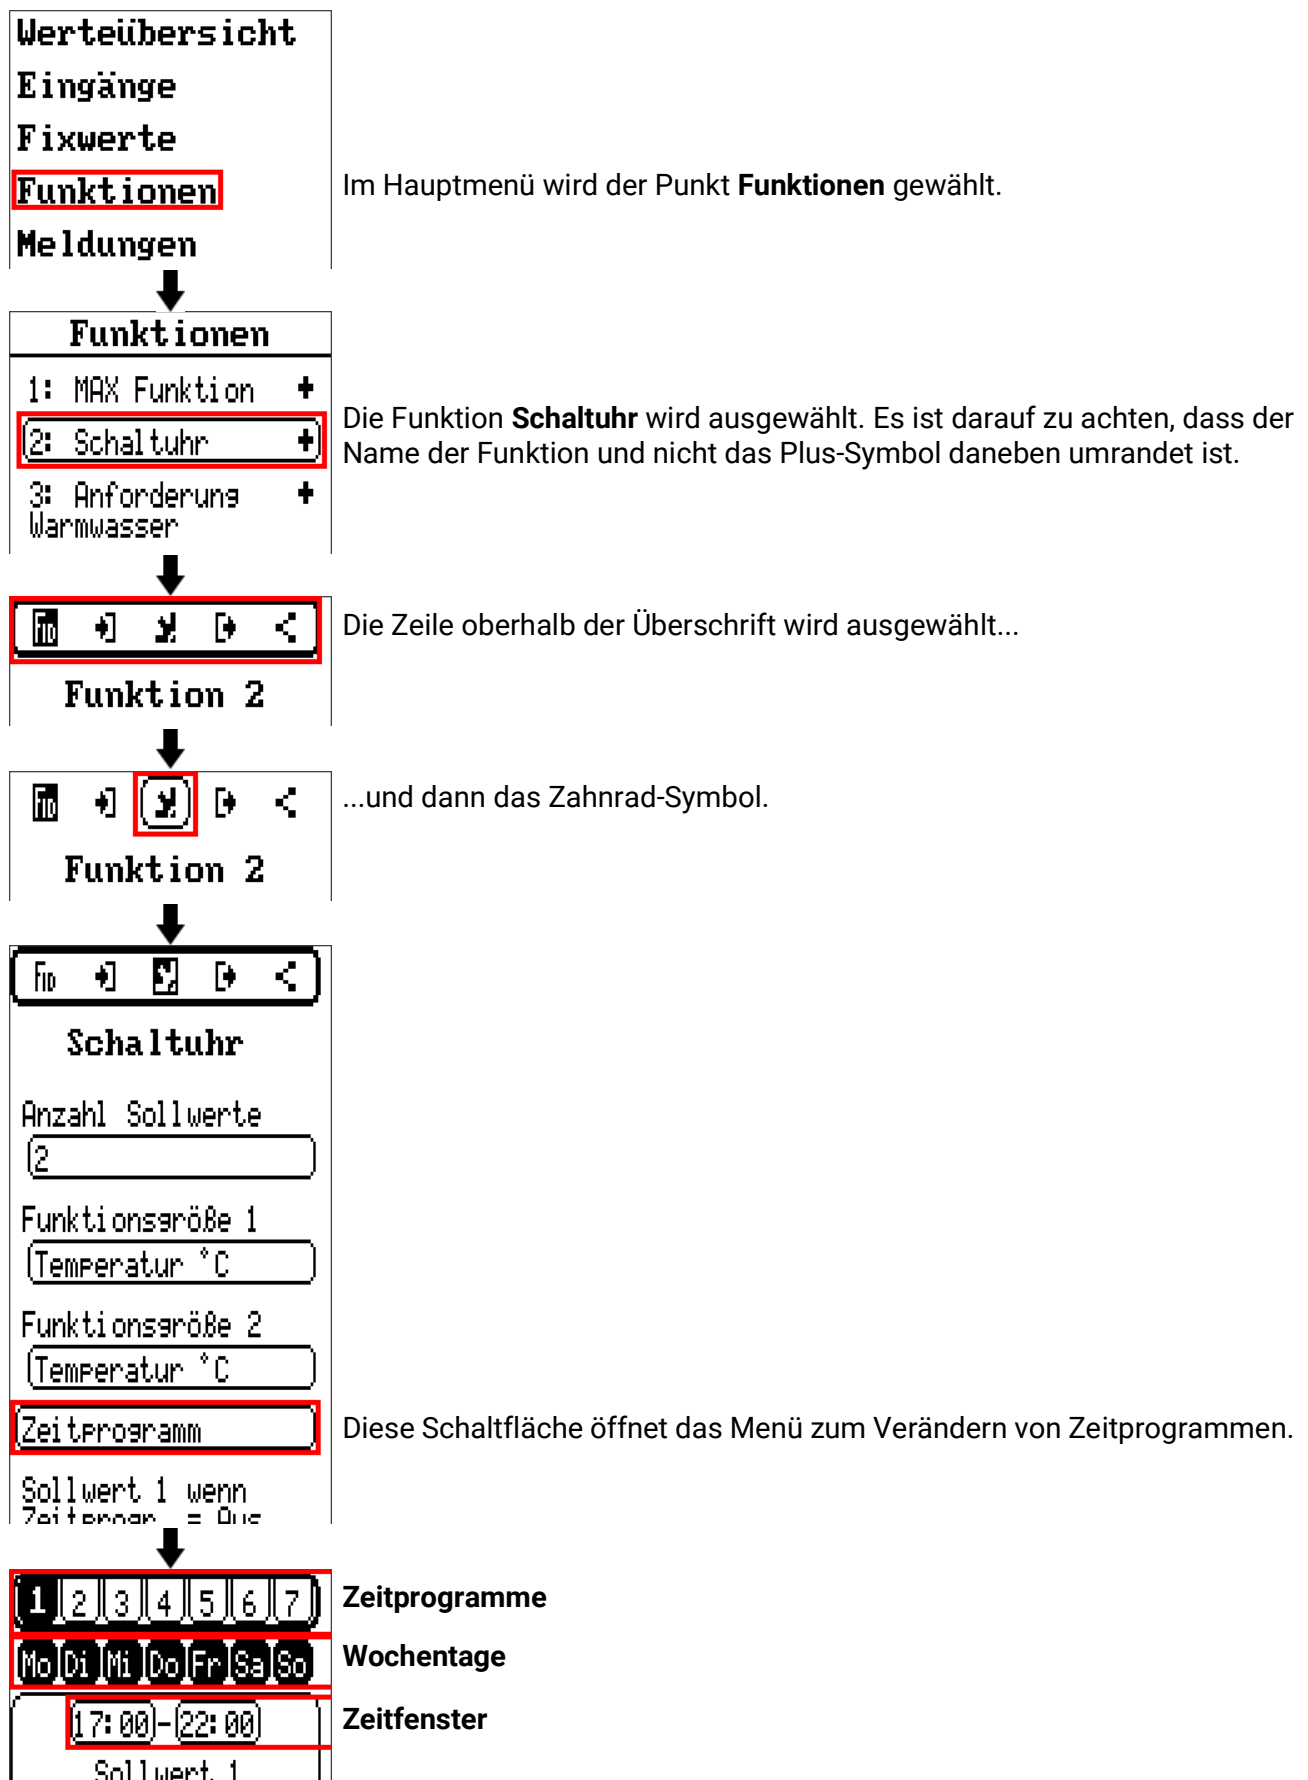 Werteübersicht
Eingänge
Fixwerte
Funktionen
Im Hauptmenü wird der Punkt Funktionen gewählt.
Meldungen
Funktionen
1: MAX Funktion +
2: Schaltuhr +
Die Funktion Schaltuhr wird ausgewählt. Es ist darauf zu achten, dass der
Name der Funktion und nicht das Plus-Symbol daneben umrandet ist.
3: Anforderung +
Warmwasser
FID
Die Zeile oberhalb der Überschrift wird ausgewählt...
Funktion 2
FID
...und dann das Zahnrad-Symbol.
Funktion 2
FID
Schaltuhr
Anzahl Sollwerte
2
Funktionsgröße 1
Temperatur °C
Funktionsgröße 2
Temperatur °C
Zeitprogramm
Diese Schaltfläche öffnet das Menü zum Verändern von Zeitprogrammen.
Sollwert 1 wenn
Zeitprogr. = Aus
1 2 3 4 5 6 7
Zeitprogramme
Mo Di Mi Do Fr Sa So
Wochentage
17:00-22:00
Zeitfenster
Sollwert 1